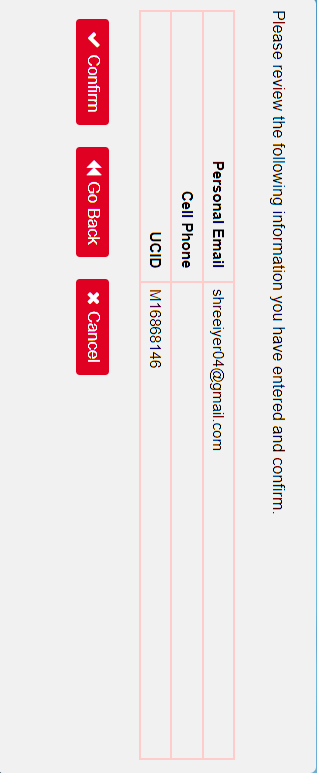 Please review the following information you have entered and confirm.
Personal Email shreeiyer04@gmail.com
Cell Phone
UCID M16868146
Confirm Go Back Cancel